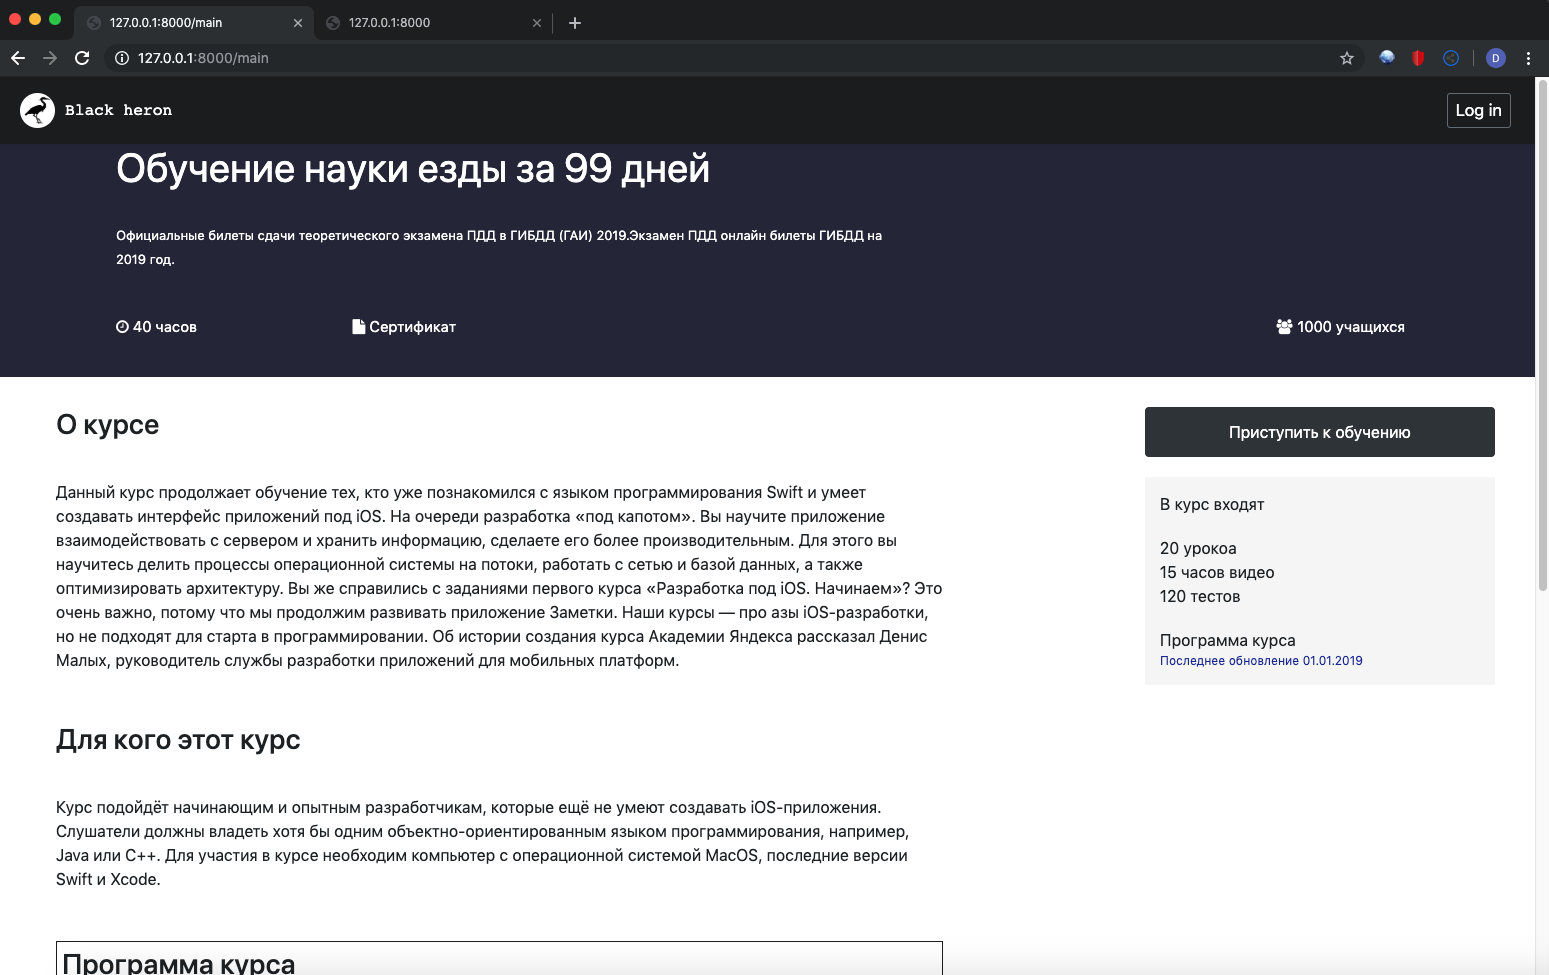 127.0.0.1:8000/main
127.0.0.1:8000
127.0.0.1:8000/main
D
Black heron
Log in
Обучение науки езды за 99 дней
Официальные билеты сдачи теоретического экзамена ПДД в ГИБДД (ГАИ) 2019.Экзамен ПДД онлайн билеты ГИБДД на
2019 год.
40 часов
Сертификат
1000 учащихся
О курсе
Данный курс продолжает обучение тех, кто уже познакомился с языком программирования Swift и умеет
создавать интерфейс приложений под iOS. На очереди разработка «под капотом». Вы научите приложение
взаимодействовать с сервером и хранить информацию, сделаете его более производительным. Для этого вы
научитесь делить процессы операционной системы на потоки, работать с сетью и базой данных, а также
оптимизировать архитектуру. Вы же справились с заданиями первого курса «Разработка под iOS. Начинаем»? Это
очень важно, потому что мы продолжим развивать приложение Заметки. Наши курсы — про азы iOS-разработки,
но не подходят для старта в программировании. Об истории создания курса Академии Яндекса рассказал Денис
Малых, руководитель службы разработки приложений для мобильных платформ.
Для кого этот курс
Курс подойдёт начинающим и опытным разработчикам, которые ещё не умеют создавать iOS-приложения.
Слушатели должны владеть хотя бы одним объектно-ориентированным языком программирования, например,
Java или C++. Для участия в курсе необходим компьютер с операционной системой MacOS, последние версии
Swift и Xcode.
Программа курса
Приступить к обучению
В курс входят
20 урокоа
15 часов видео
120 тестов
Программа курса
Последнее обновление 01.01.2019